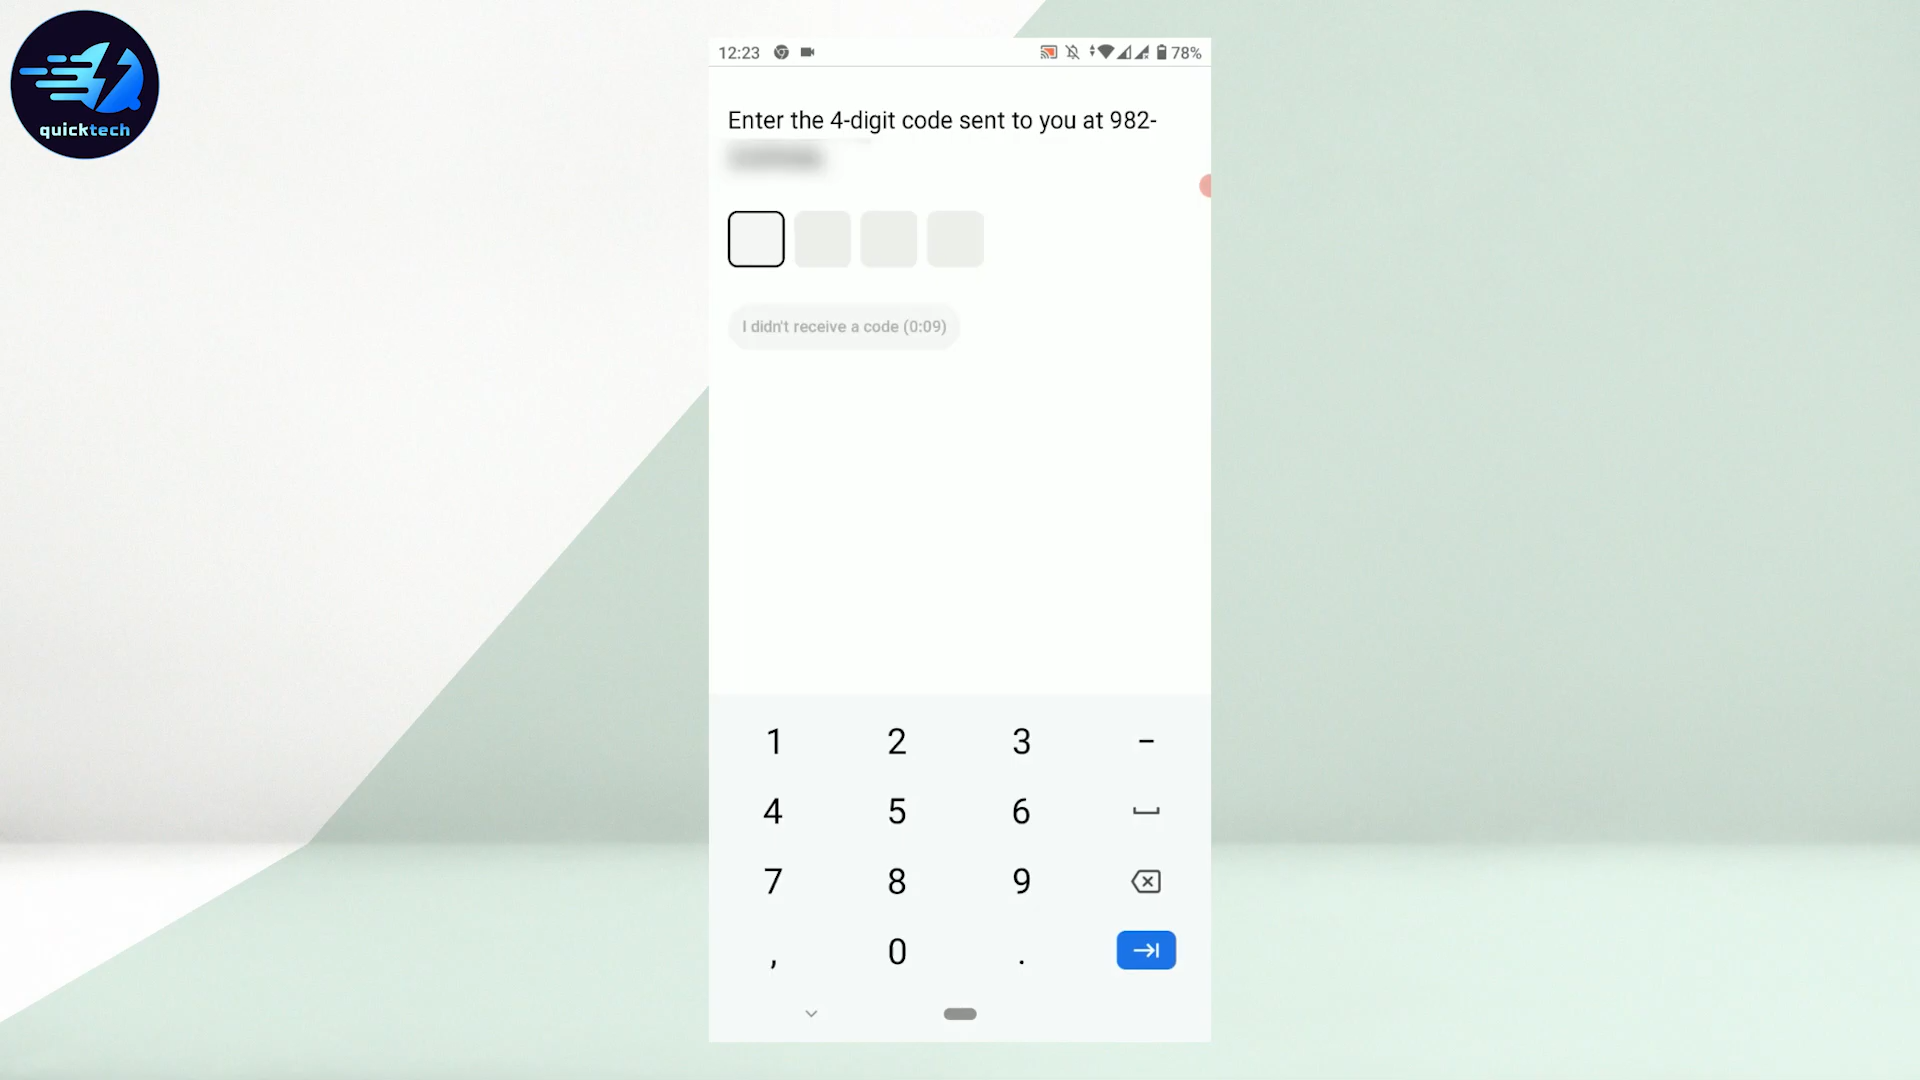 quicktech
12:23
78%
Enter the 4-digit code sent to you at 982-
I didn't receive a code (0:09)
1 2 3 -
4 5 6
7 8 9
, 0 .